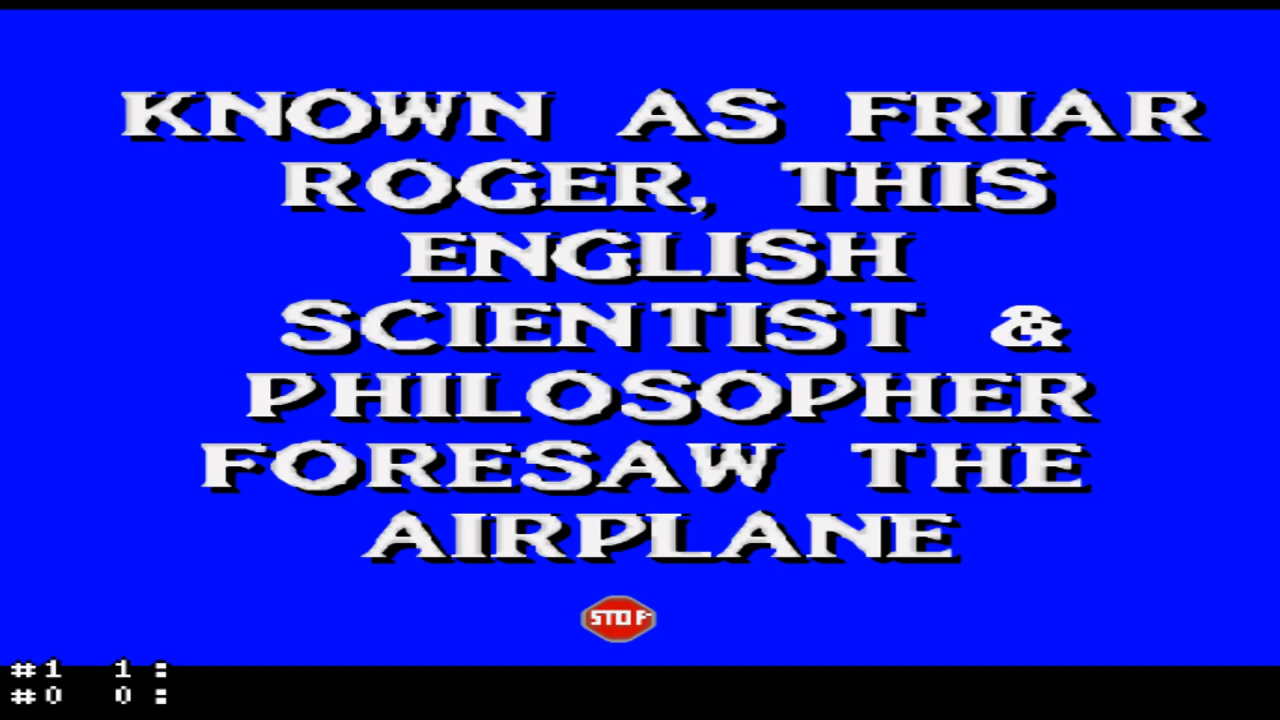 KNOWN AS FRIAR
ROGER, THIS
ENGLISH
SCIENTIST &
PHILOSOPHER
FORESAW THE
AIRPLANE
STOP
#1 1 :
#0 0 :